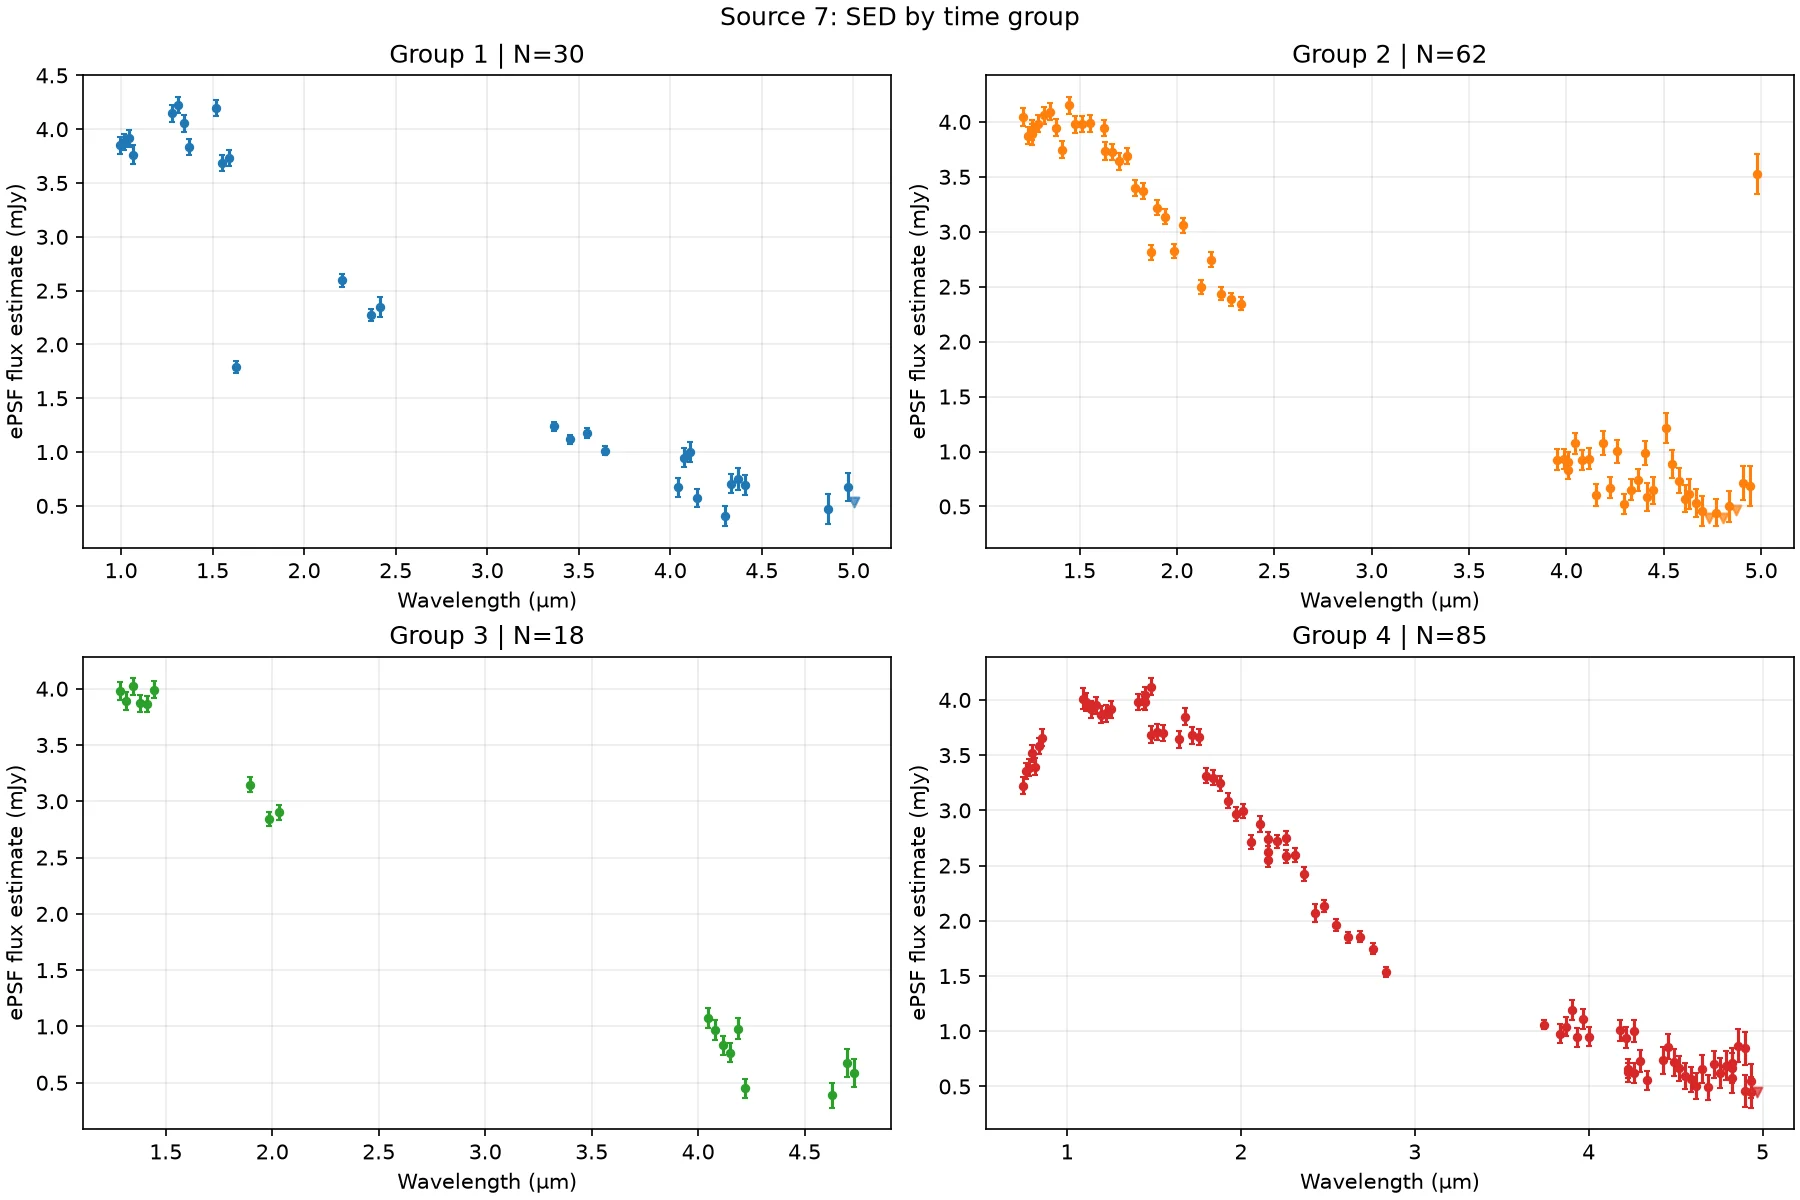 Source 7: SED by time group
Group 1 | N=30
ePSF flux estimate (mJy)
4.5
4.0
3.5
3.0
2.5
2.0
1.5
1.0
0.5
1.0 1.5 2.0 2.5 3.0 3.5 4.0 4.5 5.0
Wavelength (µm)
Group 2 | N=62
ePSF flux estimate (mJy)
4.0
3.5
3.0
2.5
2.0
1.5
1.0
0.5
1.5 2.0 2.5 3.0 3.5 4.0 4.5 5.0
Wavelength (µm)
Group 3 | N=18
ePSF flux estimate (mJy)
4.0
3.5
3.0
2.5
2.0
1.5
1.0
0.5
1.5 2.0 2.5 3.0 3.5 4.0 4.5
Wavelength (µm)
Group 4 | N=85
ePSF flux estimate (mJy)
4.0
3.5
3.0
2.5
2.0
1.5
1.0
0.5
1 2 3 4 5
Wavelength (µm)